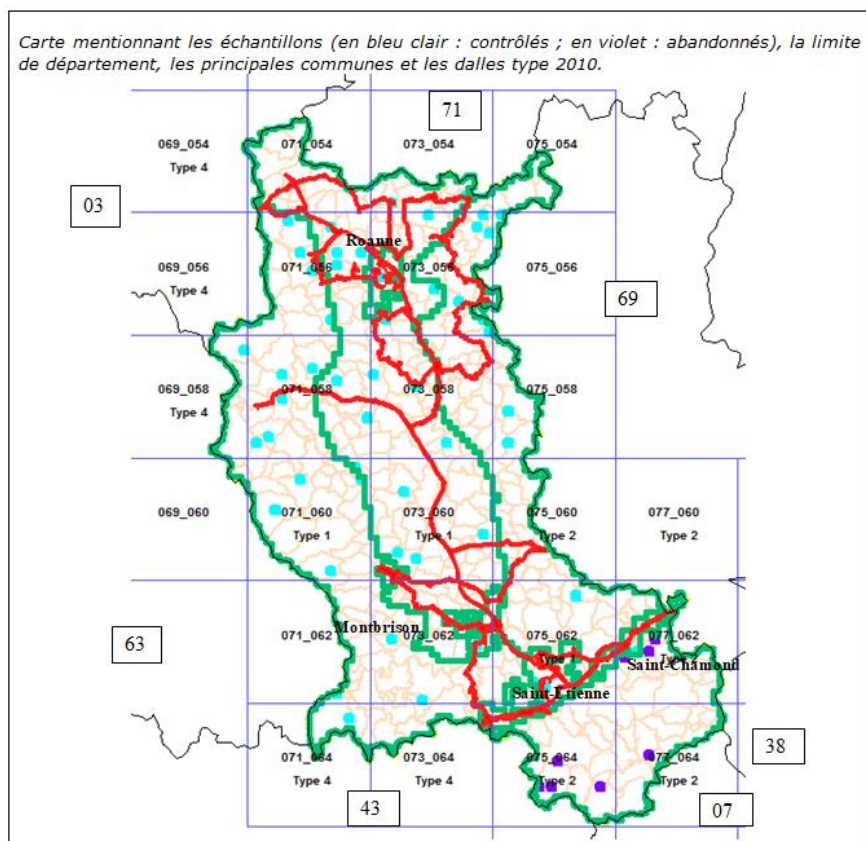 Carte mentionnant les échantillons (en bleu clair : contrôlés ; en violet : abandonnés), la limite
de département, les principales communes et les dalles type 2010.
71
069_054
071_054
073_054
075_054
Type 4
03
Roanne
069_056
071_056
073_056
075_056
Type 4
69
069_058
071_058
073_058
075_058
Type 4
069_060
071_060
073_060
075_060
077_060
Type 1
Type 1
Type 2
Type 2
63
Montbrison
071_062
073_062
075_062
077_062
Type 1
Type 2
Saint-Chamond
Saint-Etienne
38
071_064
073_064
075_064
077_064
Type 4
Type 4
Type 2
Type 2
43
07